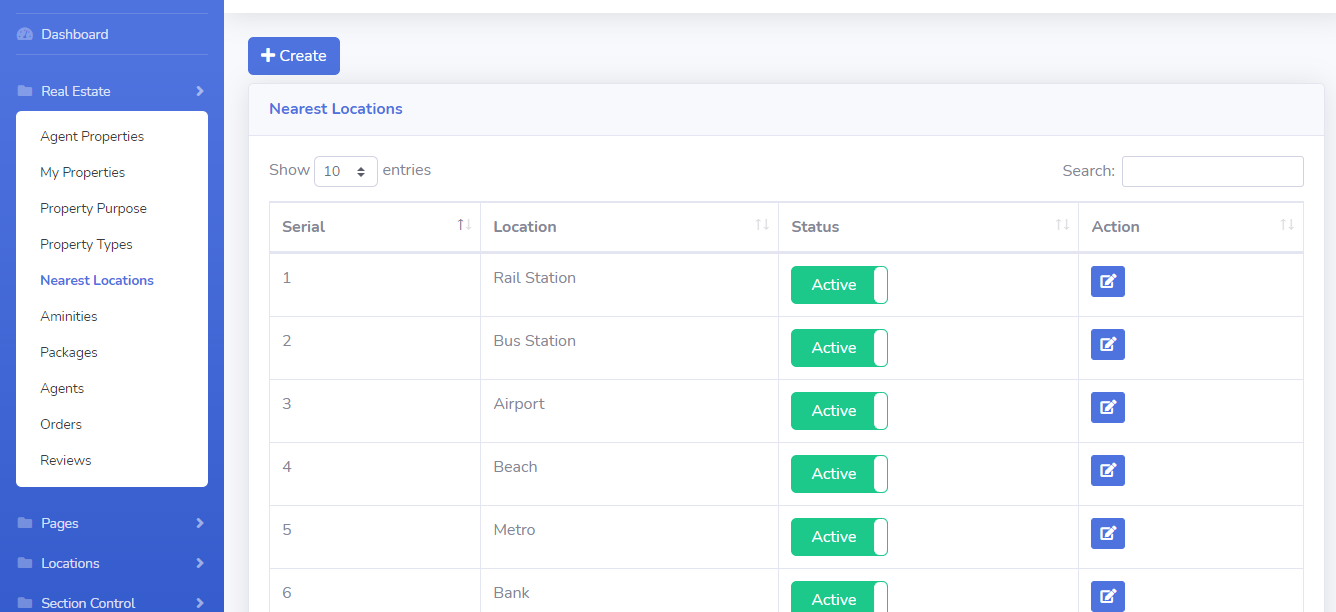 Dashboard
Real Estate
Agent Properties
My Properties
Property Purpose
Property Types
Nearest Locations
Aminities
Packages
Agents
Orders
Reviews
Pages
Locations
Section Control
Create
Nearest Locations
Show 10 entries Search:
Serial Location Status Action
1 Rail Station Active
2 Bus Station Active
3 Airport Active
4 Beach Active
5 Metro Active
6 Bank Active